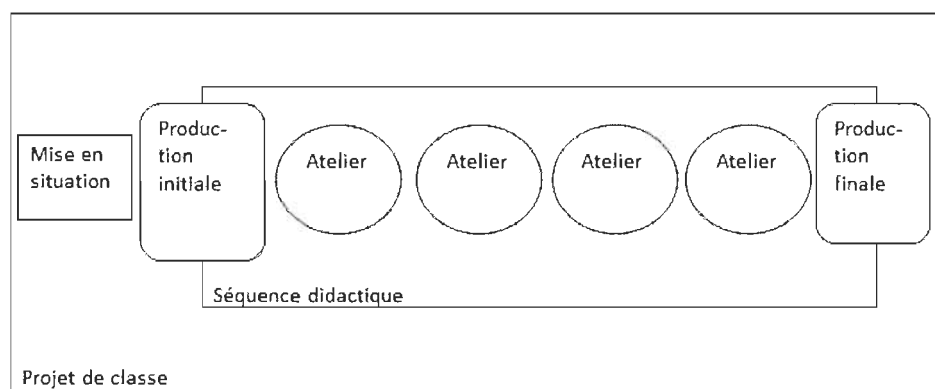 Mise en
situation
Produc-
tion
initiale
Atelier
Atelier
Atelier
Atelier
Produc-
tion
finale
Séquence didactique
Projet de classe